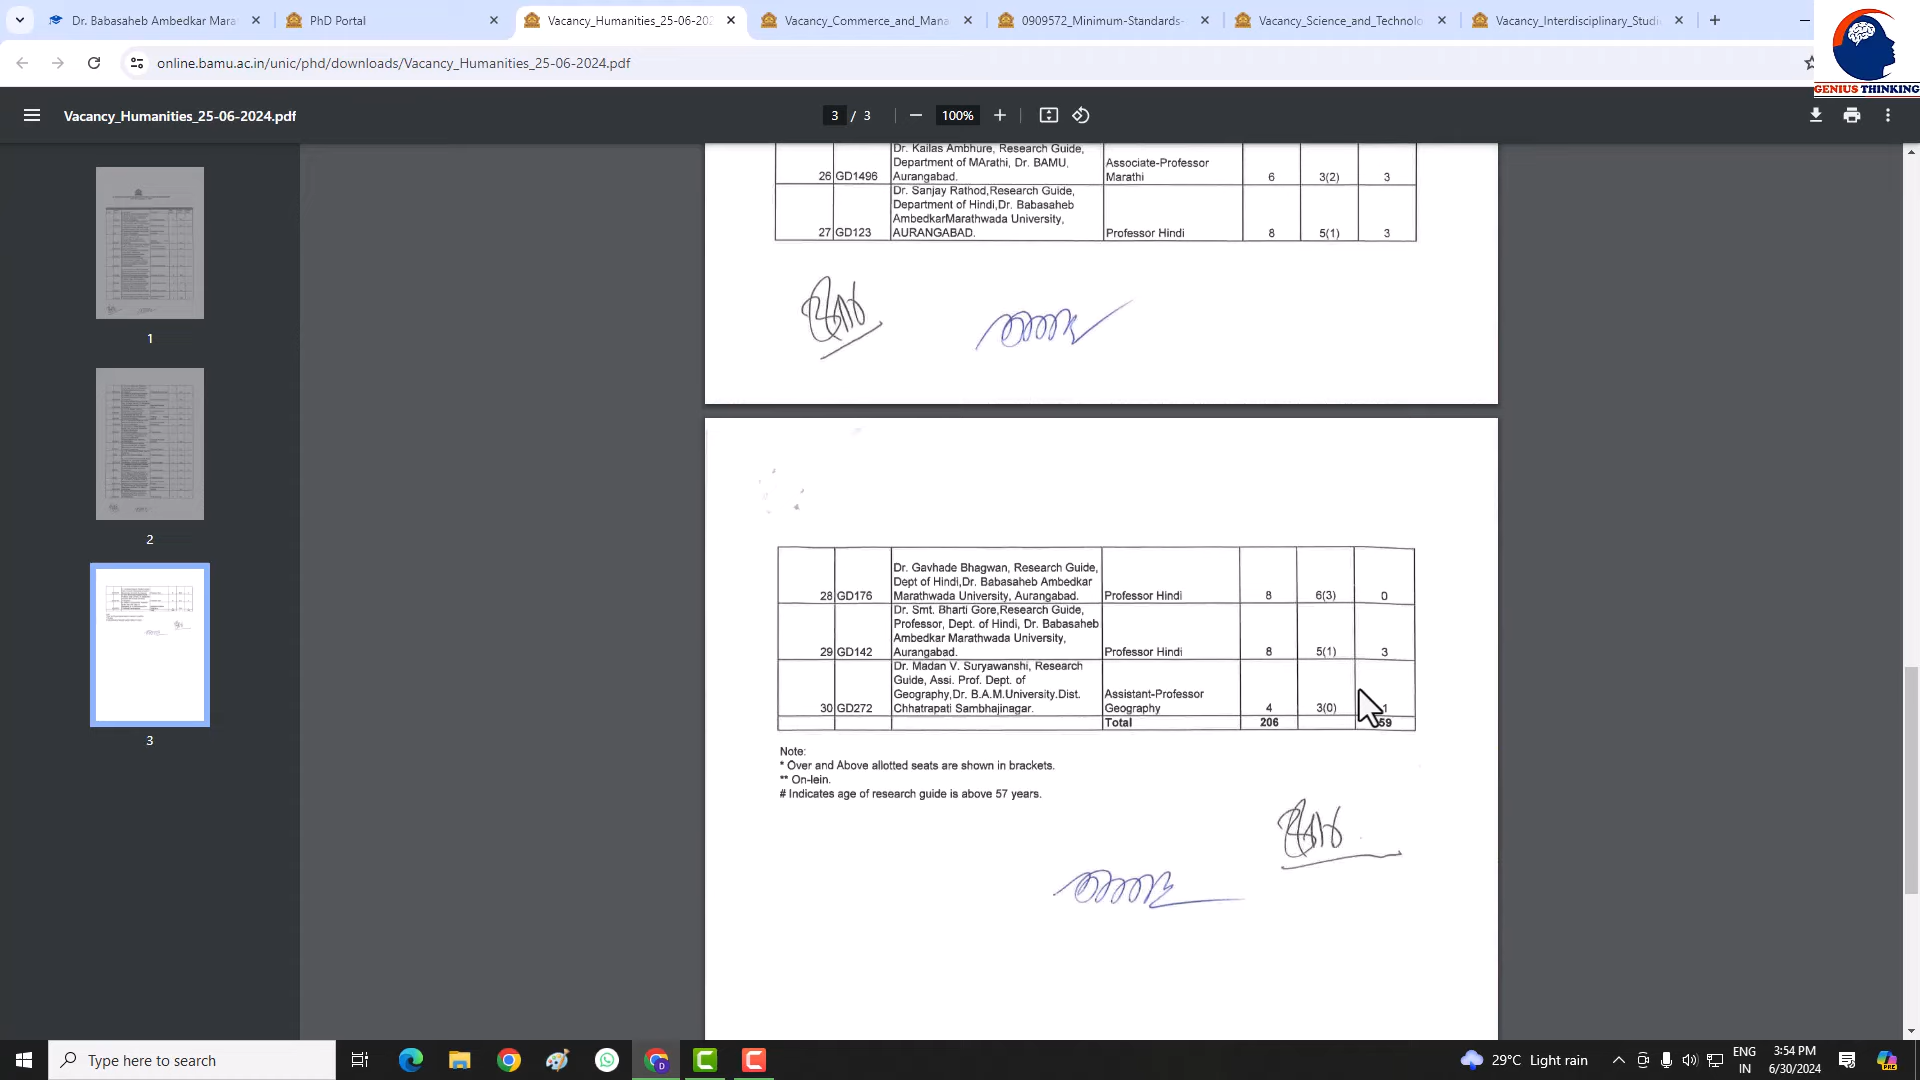 Dr. Babasaheb Ambedkar Mara
PhD Portal
Vacancy_Humanities_25-06-202
Vacancy_Commerce_and_Mana
0909572_Minimum-Standards-
Vacancy_Science_and_Technolo
Vacancy_Interdisciplinary_Studi
online.bamu.ac.in/unic/phd/downloads/Vacancy_Humanities_25-06-2024.pdf
GENIUS THINKING
Vacancy_Humanities_25-06-2024.pdf
3 / 3
100%
1
2
3
Dr. Kailas Ambhure, Research Guide,
Department of MArathi, Dr. BAMU,
Aurangabad.
26 GD1496
Associate-Professor
Marathi
6 3(2) 3
Dr. Sanjay Rathod,Research Guide,
Department of Hindi,Dr. Babasaheb
AmbedkarMarathwada University,
27 GD123 AURANGABAD. Professor Hindi 8 5(1) 3
Dr. Gavhade Bhagwan, Research Guide,
Dept of Hindi,Dr. Babasaheb Ambedkar
28 GD176 Marathwada University, Aurangabad. Professor Hindi 8 6(3) 0
Dr. Smt. Bharti Gore,Research Guide,
Professor, Dept. of Hindi, Dr. Babasaheb
Ambedkar Marathwada University,
29 GD142 Aurangabad. Professor Hindi 8 5(1) 3
Dr. Madan V. Suryawanshi, Research
Guide, Assi. Prof. Dept. of
Geography,Dr. B.A.M.University.Dist. Assistant-Professor
30 GD272 Chhatrapati Sambhajinagar. Geography 4 3(0) 1
Total 206 59
Note:
* Over and Above allotted seats are shown in brackets.
** On-lein.
# Indicates age of research guide is above 57 years.
Type here to search
29°C Light rain
ENG
IN
3:54 PM
6/30/2024